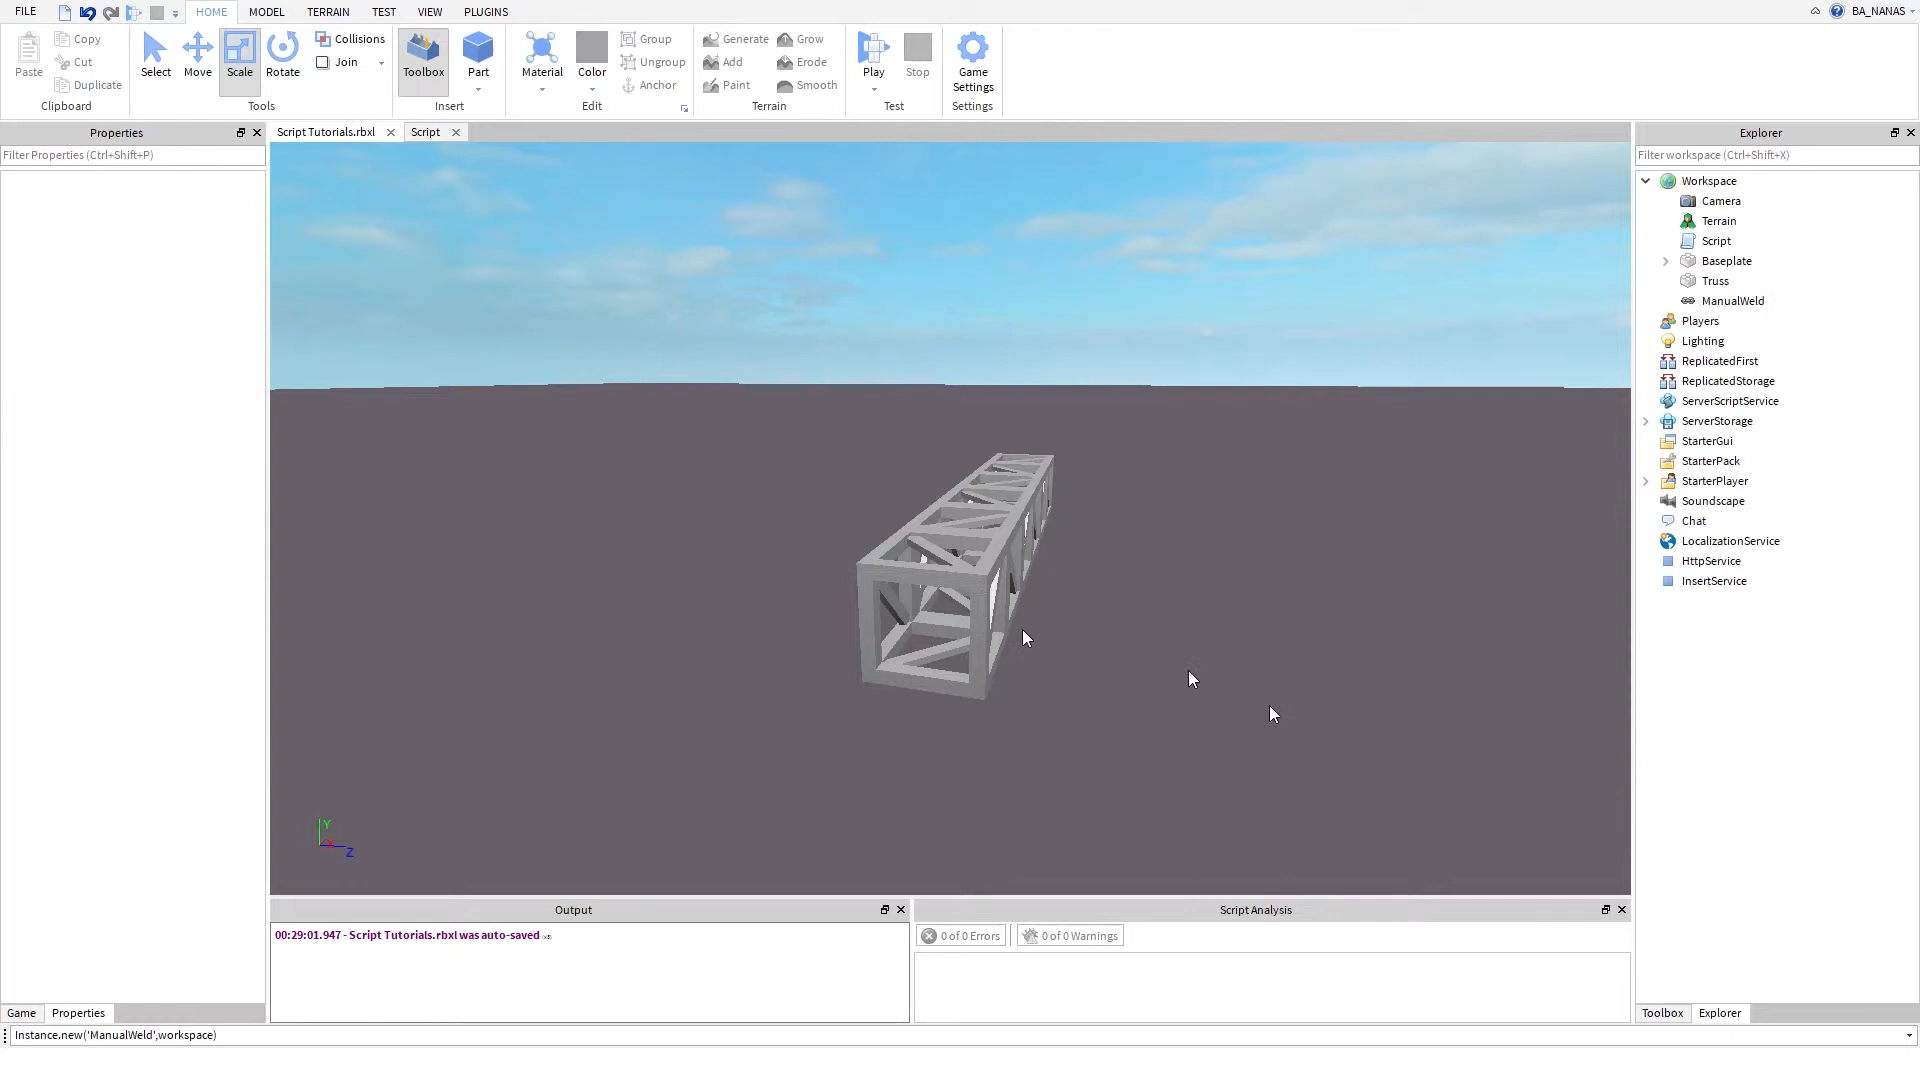 FILE HOME MODEL TERRAIN TEST VIEW PLUGINS BA_NANAS
Paste Copy Cut Duplicate Clipboard
Select Move Scale Rotate Collisions Join Tools
Toolbox Part Insert
Material Color Group Ungroup Anchor Edit
Generate Add Paint Grow Erode Smooth Terrain
Play Stop Test
Game Settings Settings
Properties
Filter Properties (Ctrl+Shift+P)
Script Tutorials.rbxl Script
Y
Z
Explorer
Filter workspace (Ctrl+Shift+X)
Workspace
Camera
Terrain
Script
Baseplate
Truss
ManualWeld
Players
Lighting
ReplicatedFirst
ReplicatedStorage
ServerScriptService
ServerStorage
StarterGui
StarterPack
StarterPlayer
Soundscape
Chat
LocalizationService
HttpService
InsertService
Output
00:29:01.947 - Script Tutorials.rbxl was auto-saved
Script Analysis
0 of 0 Errors 0 of 0 Warnings
Game Properties
Toolbox Explorer
Instance.new('ManualWeld',workspace)